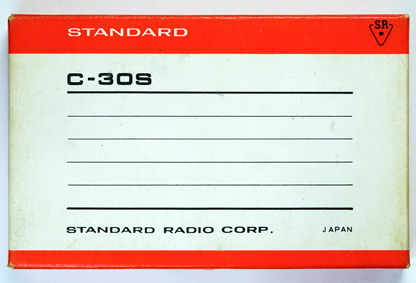 STANDARD
SR
C-30S
STANDARD RADIO CORP. JAPAN